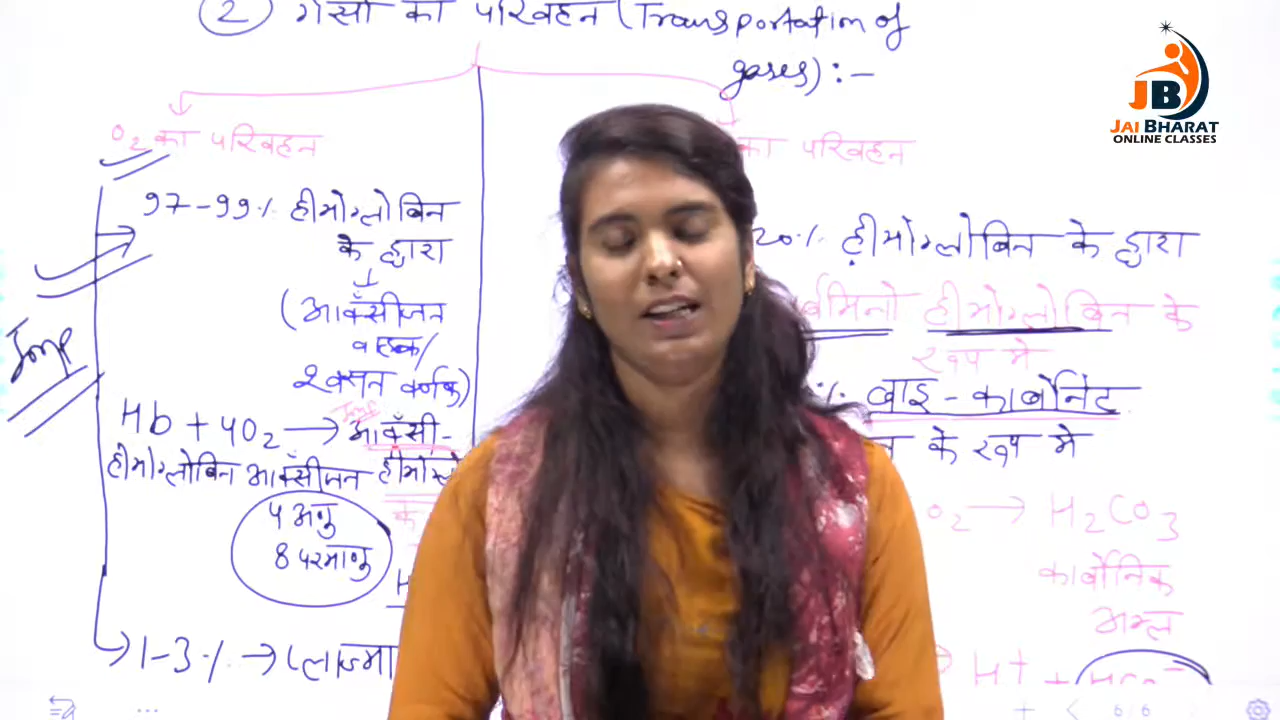 2 गैसों का परिवहन (Transportation of gases) :-
O2 का परिवहन
97-99% हीमोग्लोबिन
के द्वारा
(आक्सीजन
वाहक/
श्वसन वर्णक)
Imp
Imp
Hb + 4O2 → आक्सी-
हीमोग्लोबिन आक्सीजन
4 अणु
8 परमाणु
1-3% → प्लाज्मा
का परिवहन
20% हीमोग्लोबिन के द्वारा
हीमोग्लोबिन के
रूप में
% बाइ-कार्बोनेट
के रूप में
O2 → H2CO3
कार्बोनिक
अम्ल
H+ +
JB
JAI BHARAT
ONLINE CLASSES